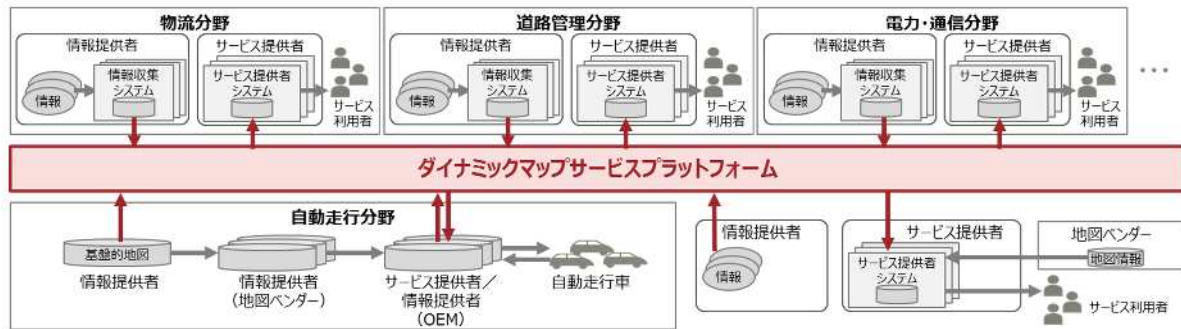 物流分野
情報提供者
情報
情報収集
システム
サービス提供者
サービス提供者
システム
サービス
利用者
道路管理分野
情報提供者
情報
情報収集
システム
サービス提供者
サービス提供者
システム
サービス
利用者
電力・通信分野
情報提供者
情報
情報収集
システム
サービス提供者
サービス提供者
システム
サービス
利用者
…
ダイナミックマップサービスプラットフォーム
自動走行分野
基盤的地図
情報提供者
情報提供者
(地図ベンダー)
サービス提供者/
情報提供者
(OEM)
自動走行車
情報提供者
情報
サービス提供者
サービス提供者
システム
地図ベンダー
地図情報
サービス利用者